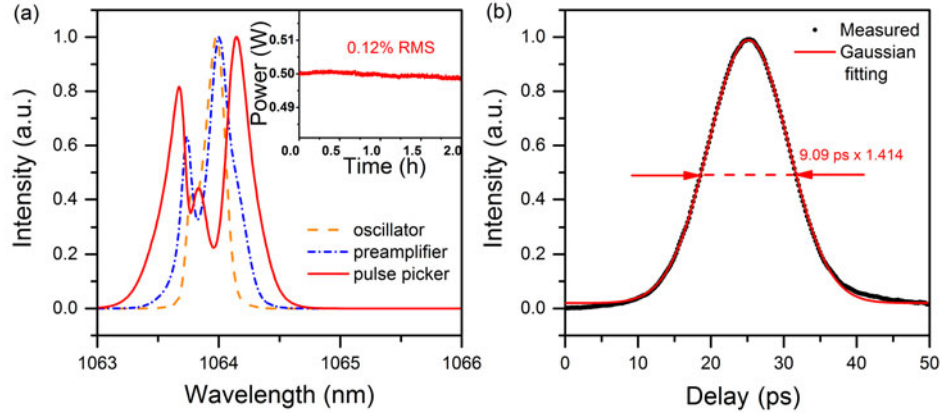 (a)
Intensity (a.u.)
1.0
0.8
0.6
0.4
0.2
0.0
1063
1064
1065
1066
Wavelength (nm)
Power (W)
0.51
0.50
0.49
0.12% RMS
0.0
0.5
1.0
1.5
2.0
Time (h)
oscillator
preamplifier
pulse picker
(b)
Intensity (a.u.)
1.0
0.8
0.6
0.4
0.2
0.0
0
10
20
30
40
50
Delay (ps)
Measured
Gaussian
fitting
9.09 ps x 1.414